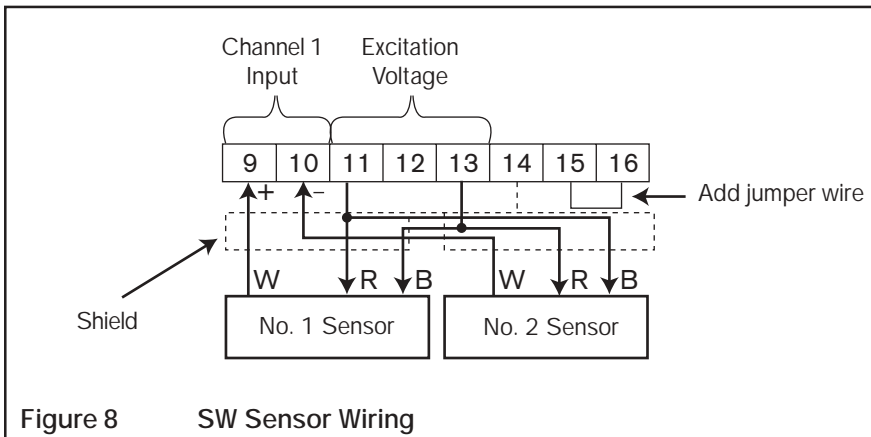 Channel 1 Input
Excitation Voltage
9 10 11 12 13 14 15 16
+ −
Add jumper wire
W R B W R B
Shield
No. 1 Sensor No. 2 Sensor
Figure 8 SW Sensor Wiring